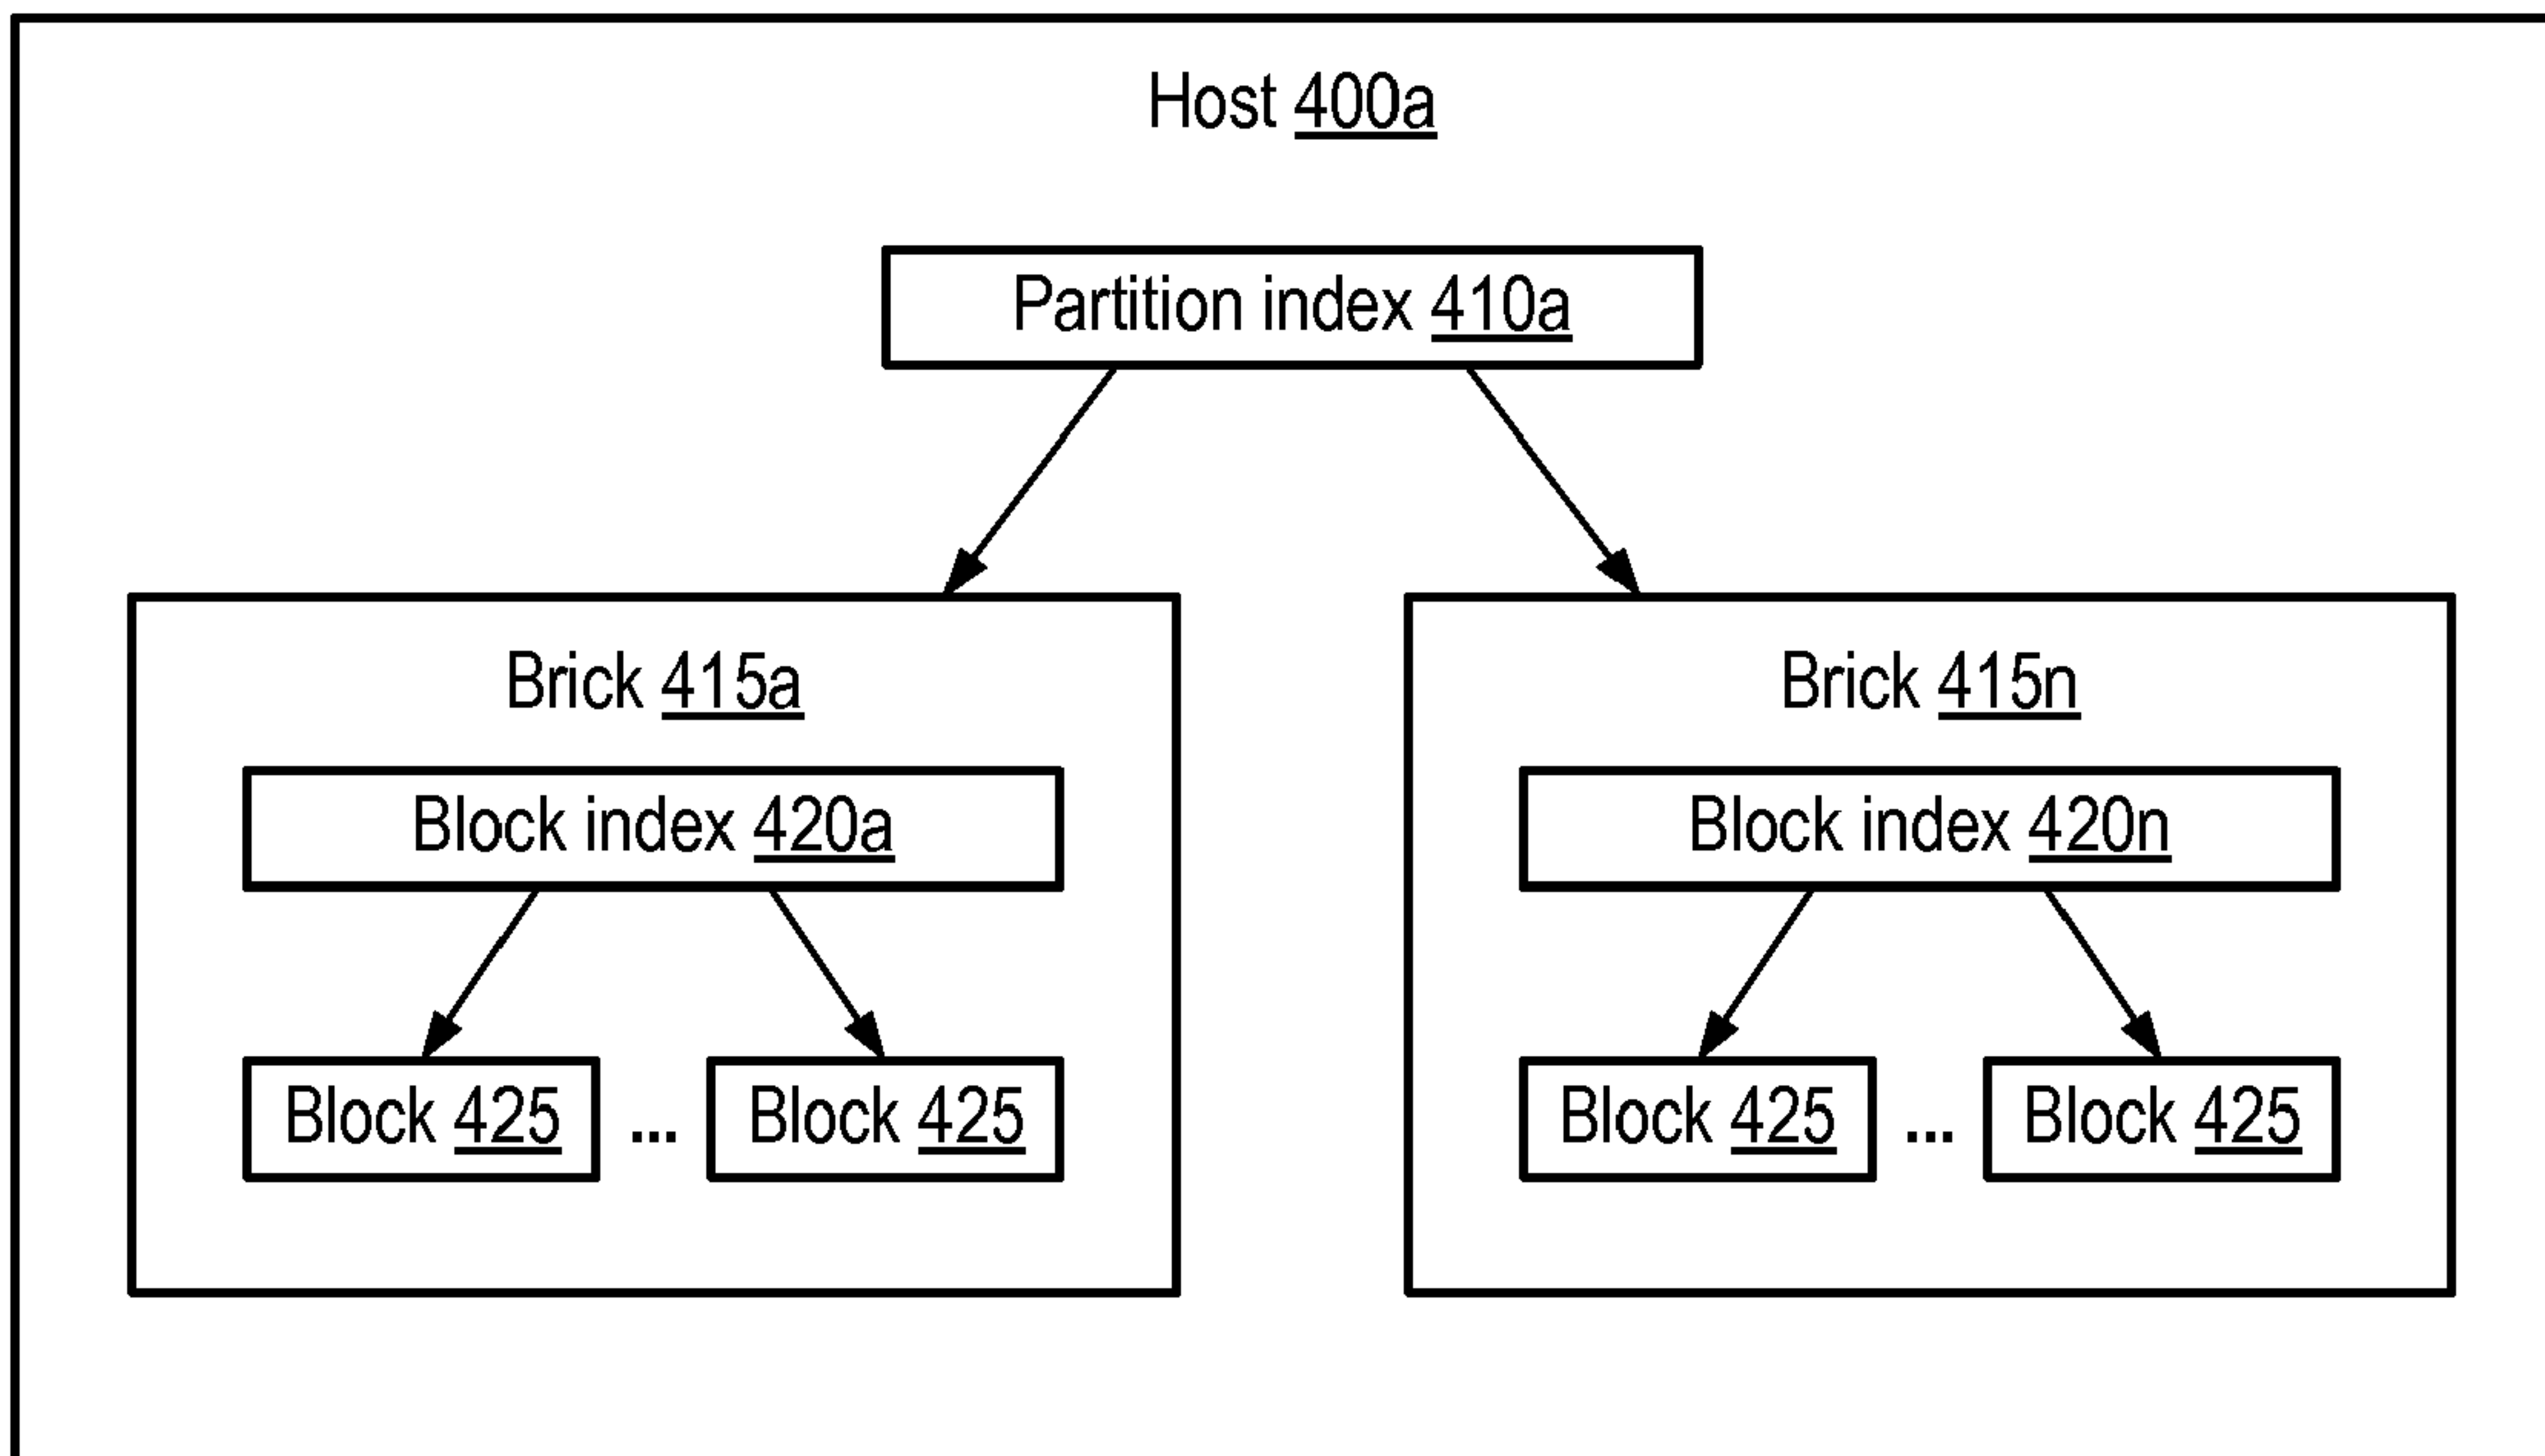 Host 400a
Partition index 410a
Brick 415a
Brick 415n
Block index 420a
Block index 420n
Block 425 ... Block 425
Block 425 ... Block 425